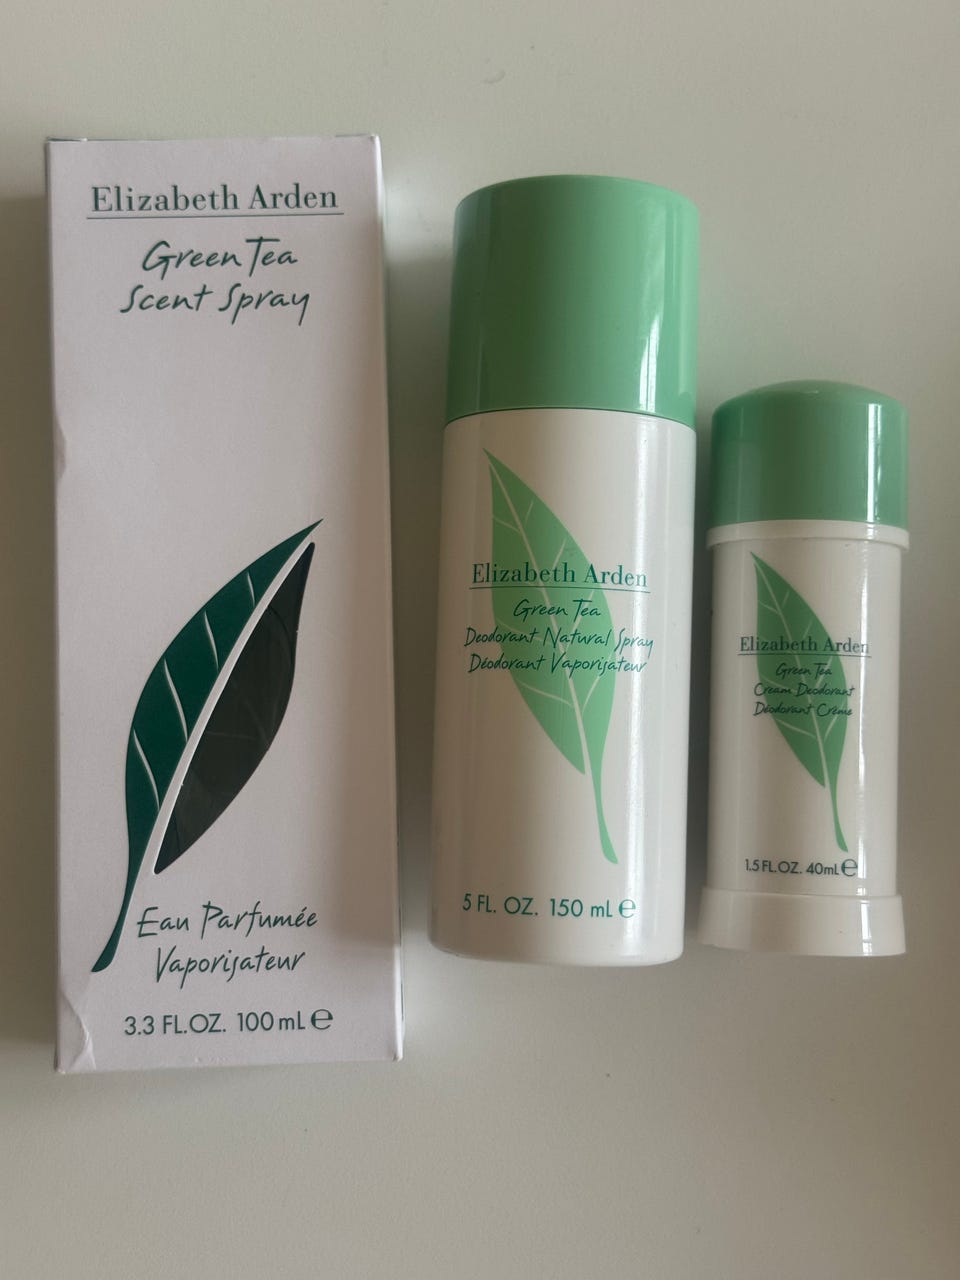 Elizabeth Arden
Green Tea
Scent Spray
Eau Parfumée
Vaporisateur
3.3 FL.OZ. 100 mL e
Elizabeth Arden
Green Tea
Deodorant Natural Spray
Déodorant Vaporisateur
5 FL. OZ. 150 mL e
Elizabeth Arden
Green Tea
Cream Deodorant
Déodorant Crème
1.5 FL.OZ. 40mL e